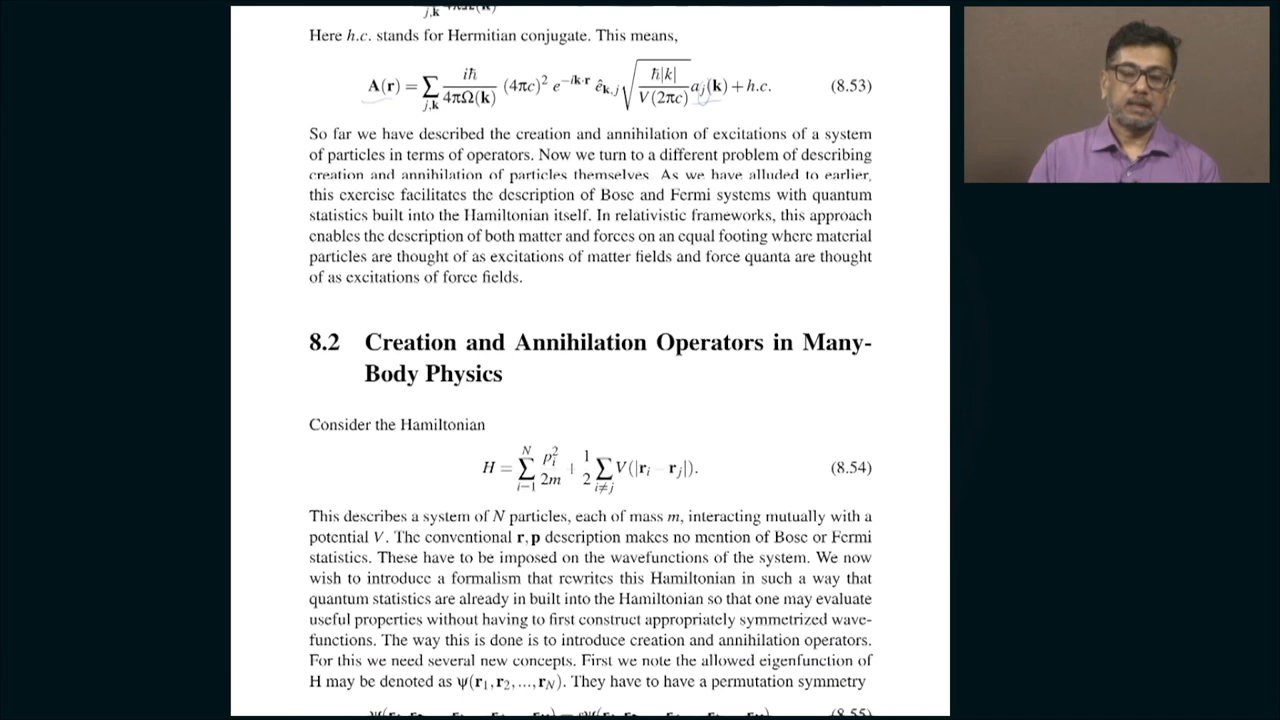 j,k
Here h.c. stands for Hermitian conjugate. This means,
A(r) = ∑_{j,k} iħ/4πΩ(k) (4πc)² e^{−ik·r} ê_{k,j} √(ħ|k|/V(2πc)) a_j(k) + h.c. (8.53)
So far we have described the creation and annihilation of excitations of a system
of particles in terms of operators. Now we turn to a different problem of describing
creation and annihilation of particles themselves. As we have alluded to earlier,
this exercise facilitates the description of Bose and Fermi systems with quantum
statistics built into the Hamiltonian itself. In relativistic frameworks, this approach
enables the description of both matter and forces on an equal footing where material
particles are thought of as excitations of matter fields and force quanta are thought
of as excitations of force fields.
8.2 Creation and Annihilation Operators in Many-
Body Physics
Consider the Hamiltonian
H = ∑_{i=1}^{N} p_i²/2m + 1/2 ∑_{i≠j} V(|r_i − r_j|). (8.54)
This describes a system of N particles, each of mass m, interacting mutually with a
potential V. The conventional r, p description makes no mention of Bose or Fermi
statistics. These have to be imposed on the wavefunctions of the system. We now
wish to introduce a formalism that rewrites this Hamiltonian in such a way that
quantum statistics are already in built into the Hamiltonian so that one may evaluate
useful properties without having to first construct appropriately symmetrized wave-
functions. The way this is done is to introduce creation and annihilation operators.
For this we need several new concepts. First we note the allowed eigenfunction of
H may be denoted as ψ(r₁,r₂,...,r_N). They have to have a permutation symmetry
(8.55)